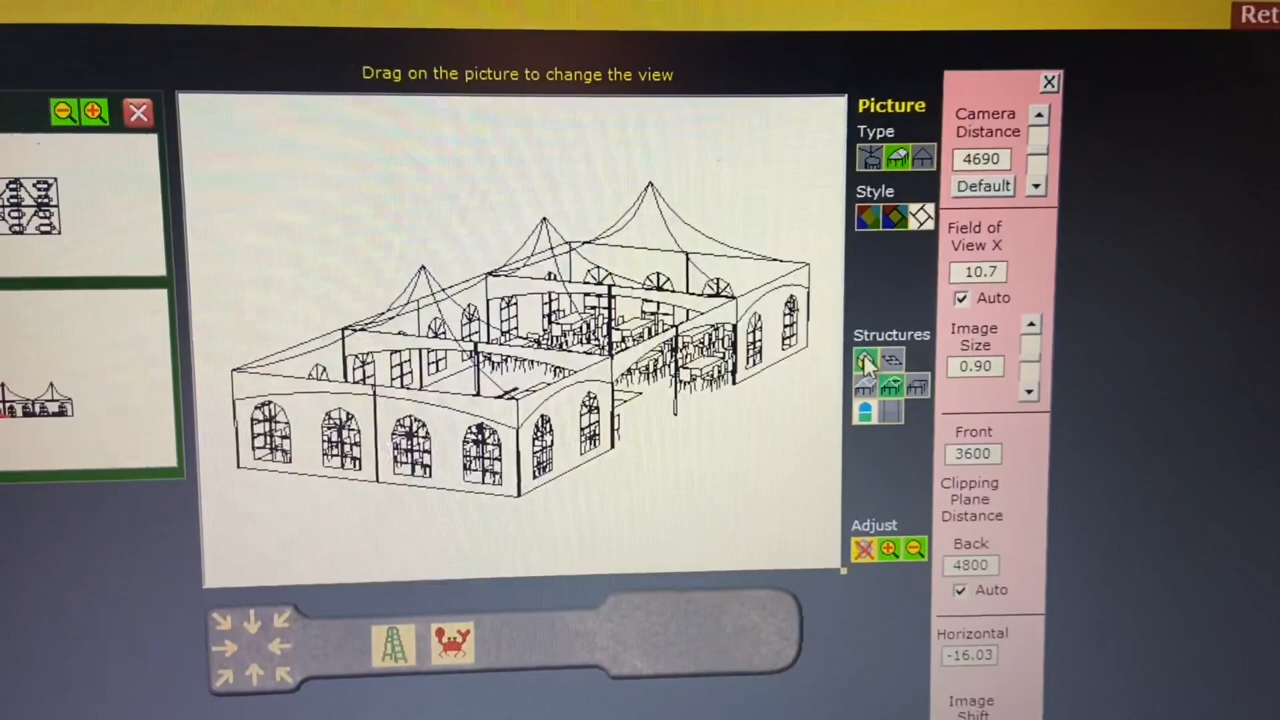 Ret
Drag on the picture to change the view
Picture
Type
Style
Structures
Adjust
Camera
Distance
4690
Default
Field of
View X
10.7
Auto
Image
Size
0.90
Front
3600
Clipping
Plane
Distance
Back
4800
Auto
Horizontal
-16.03
Image
Shift